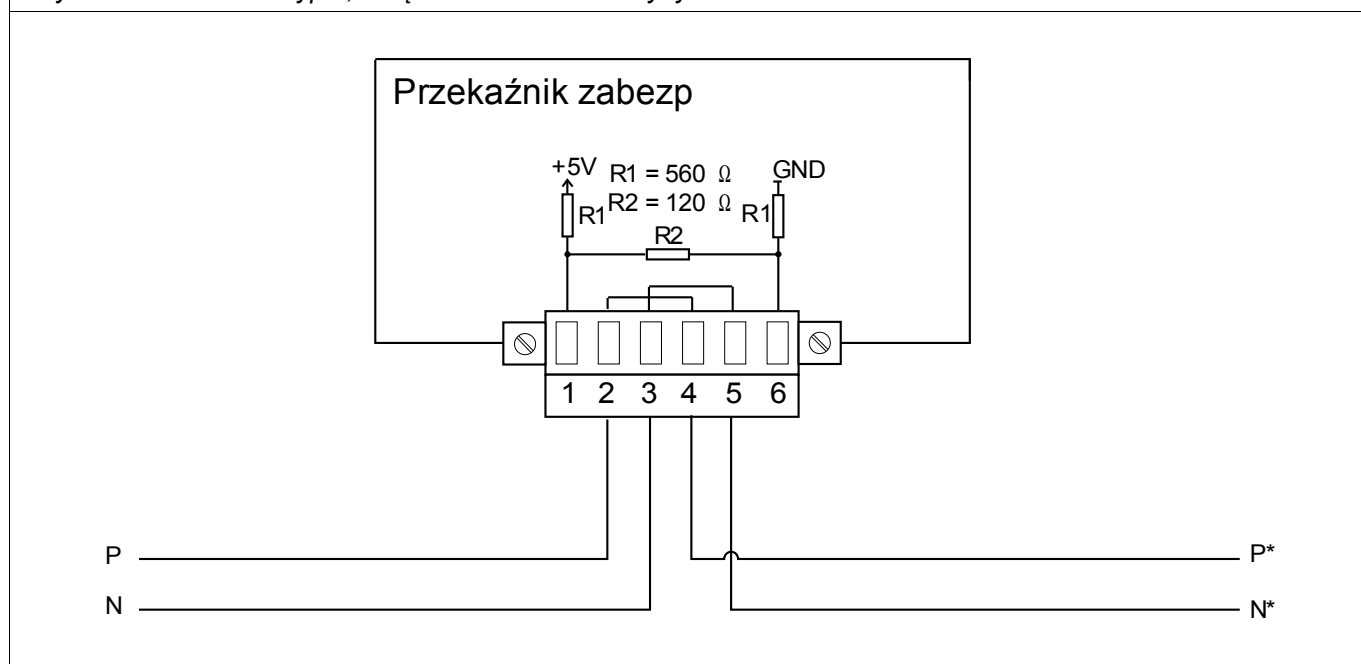 Przekaźnik zabezp
+5V R1 = 560 Ω GND
R1 R2 = 120 Ω R1
R2
1 2 3 4 5 6
P P*
N N*